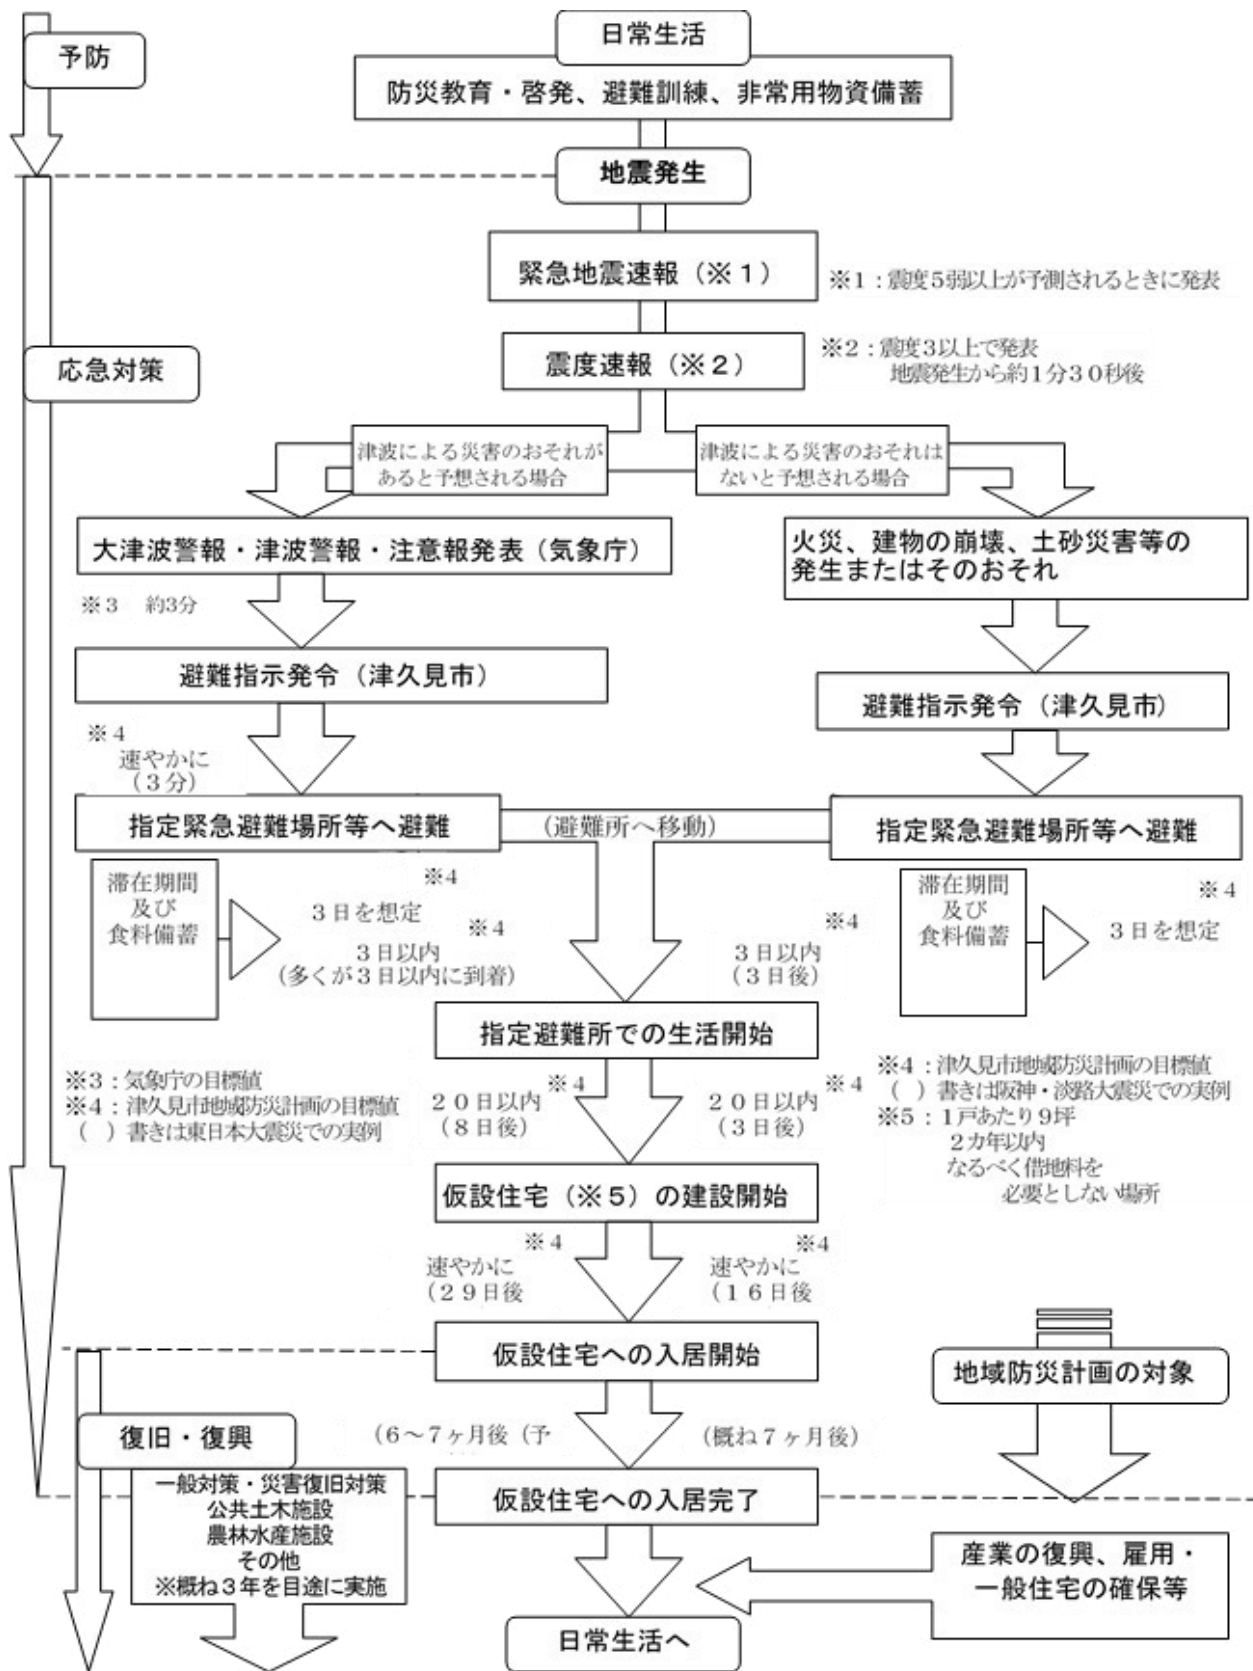 予防
日常生活
防災教育・啓発、避難訓練、非常用物資備蓄
地震発生
緊急地震速報（※１）
※１：震度５弱以上が予測されるときに発表
震度速報（※２）
※２：震度３以上で発表
地震発生から約１分３０秒後
応急対策
津波による災害のおそれが
あると予想される場合
津波による災害のおそれは
ないと予想される場合
大津波警報・津波警報・注意報発表（気象庁）
火災、建物の崩壊、土砂災害等の
発生またはそのおそれ
※３　約3分
避難指示発令（津久見市）
避難指示発令（津久見市）
※４
速やかに
（３分）
指定緊急避難場所等へ避難
（避難所へ移動）
指定緊急避難場所等へ避難
滞在期間
及び
食料備蓄
※４
３日を想定
※４
３日以内
（多くが３日以内に到着）
※４
３日以内
（３日後）
滞在期間
及び
食料備蓄
※４
３日を想定
指定避難所での生活開始
※３：気象庁の目標値
※４：津久見市地域防災計画の目標値
（　）書きは東日本大震災での実例
※４
２０日以内
（８日後）
※４
２０日以内
（３日後）
※４：津久見市地域防災計画の目標値
（　）書きは阪神・淡路大震災での実例
※５：１戸あたり９坪
２カ年以内
なるべく借地料を
必要としない場所
仮設住宅（※５）の建設開始
※４
速やかに
（２９日後
※４
速やかに
（１６日後
仮設住宅への入居開始
地域防災計画の対象
復旧・復興
（６～７ヶ月後（予
（概ね７ヶ月後）
一般対策・災害復旧対策
公共土木施設
農林水産施設
その他
※概ね３年を目途に実施
仮設住宅への入居完了
産業の復興、雇用・
一般住宅の確保等
日常生活へ